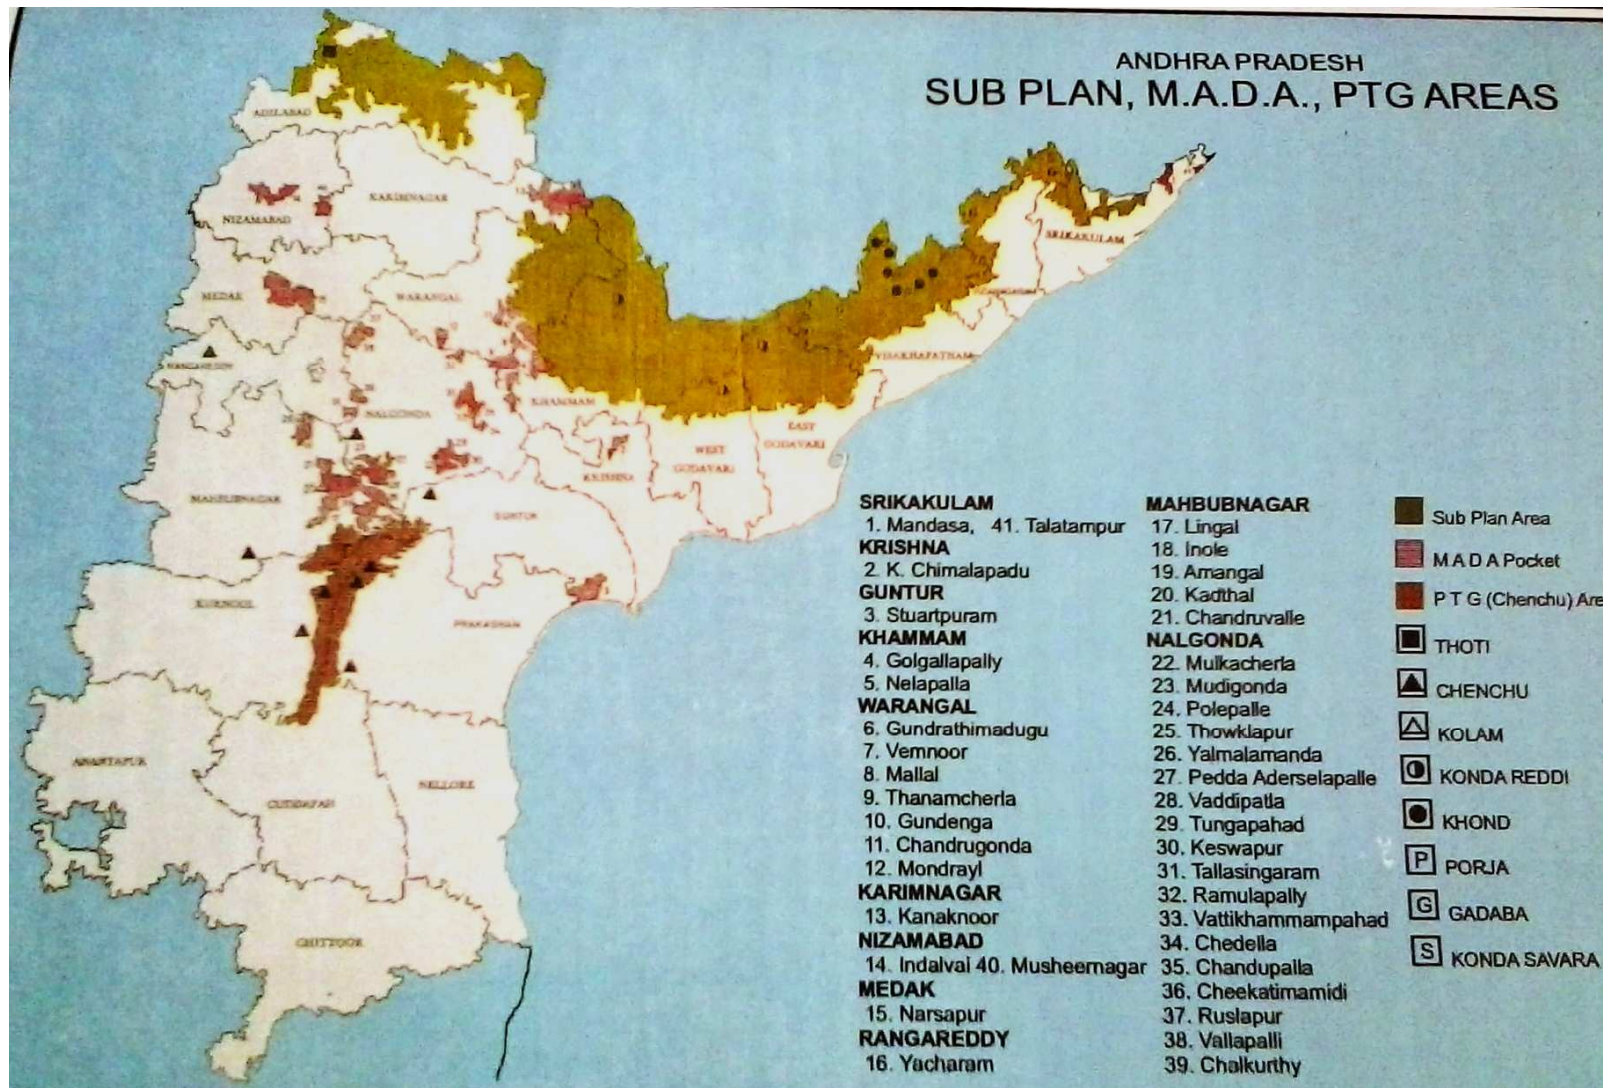 ANDHRA PRADESH
SUB PLAN, M.A.D.A., PTG AREAS
ADILABAD
NIZAMABAD
KARIMNAGAR
MEDAK
WARANGAL
RANGAREDDY
NALGONDA
KHAMMAM
MAHBUBNAGAR
KRISHNA
WEST
GODAVARI
EAST
GODAVARI
VISAKHAPATNAM
SRIKAKULAM
GUNTUR
KURNOOL
PRAKASHAM
ANANTAPUR
CUDDAPAH
NELLORE
CHITTOOR
SRIKAKULAM
1. Mandasa, 41. Talatampur
KRISHNA
2. K. Chimalapadu
GUNTUR
3. Stuartpuram
KHAMMAM
4. Golgallapally
5. Nelapalla
WARANGAL
6. Gundrathimadugu
7. Vemnoor
8. Mallal
9. Thanamcherla
10. Gundenga
11. Chandrugonda
12. Mondrayl
KARIMNAGAR
13. Kanaknoor
NIZAMABAD
14. Indalvai 40. Musheernagar
MEDAK
15. Narsapur
RANGAREDDY
16. Yacharam
MAHBUBNAGAR
17. Lingal
18. Inole
19. Amangal
20. Kadthal
21. Chandruvalle
NALGONDA
22. Mulkacherla
23. Mudigonda
24. Polepalle
25. Thowklapur
26. Yalmalamanda
27. Pedda Aderselapalle
28. Vaddipatla
29. Tungapahad
30. Keswapur
31. Tallasingaram
32. Ramulapally
33. Vattikhammampahad
34. Chedella
35. Chandupalla
36. Cheekatimamidi
37. Ruslapur
38. Vallapalli
39. Chalkurthy
Sub Plan Area
M A D A Pocket
P T G (Chenchu) Are
THOTI
CHENCHU
KOLAM
KONDA REDDI
KHOND
P PORJA
G GADABA
S KONDA SAVARA